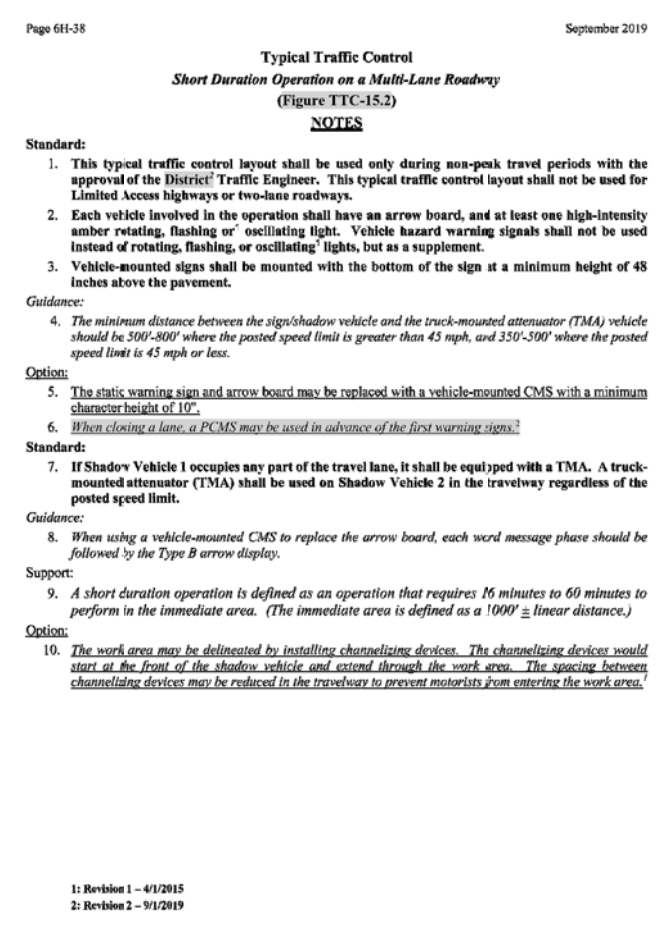 Page 6H-38 September 2019
Typical Traffic Control
Short Duration Operation on a Multi-Lane Roadway
(Figure TTC-15.2)
NOTES
Standard:
1. This typical traffic control layout shall be used only during non-peak travel periods with the
approval of the District² Traffic Engineer. This typical traffic control layout shall not be used for
Limited Access highways or two-lane roadways.
2. Each vehicle involved in the operation shall have an arrow board, and at least one high-intensity
amber rotating, flashing or¹ oscillating light. Vehicle hazard warning signals shall not be used
instead of rotating, flashing, or oscillating¹ lights, but as a supplement.
3. Vehicle-mounted signs shall be mounted with the bottom of the sign at a minimum height of 48
inches above the pavement.
Guidance:
4. The minimum distance between the sign/shadow vehicle and the truck-mounted attenuator (TMA) vehicle
should be 500'-800' where the posted speed limit is greater than 45 mph, and 350'-500' where the posted
speed limit is 45 mph or less.
Option:
5. The static warning sign and arrow board may be replaced with a vehicle-mounted CMS with a minimum
character height of 10".
6. When closing a lane, a PCMS may be used in advance of the first warning signs.²
Standard:
7. If Shadow Vehicle 1 occupies any part of the travel lane, it shall be equipped with a TMA. A truck-
mounted attenuator (TMA) shall be used on Shadow Vehicle 2 in the travelway regardless of the
posted speed limit.
Guidance:
8. When using a vehicle-mounted CMS to replace the arrow board, each word message phase should be
followed by the Type B arrow display.
Support:
9. A short duration operation is defined as an operation that requires 16 minutes to 60 minutes to
perform in the immediate area. (The immediate area is defined as a 1000' ± linear distance.)
Option:
10. The work area may be delineated by installing channelizing devices. The channelizing devices would
start at the front of the shadow vehicle and extend through the work area. The spacing between
channelizing devices may be reduced in the travelway to prevent motorists from entering the work area.¹
1: Revision 1 – 4/1/2015
2: Revision 2 – 9/1/2019